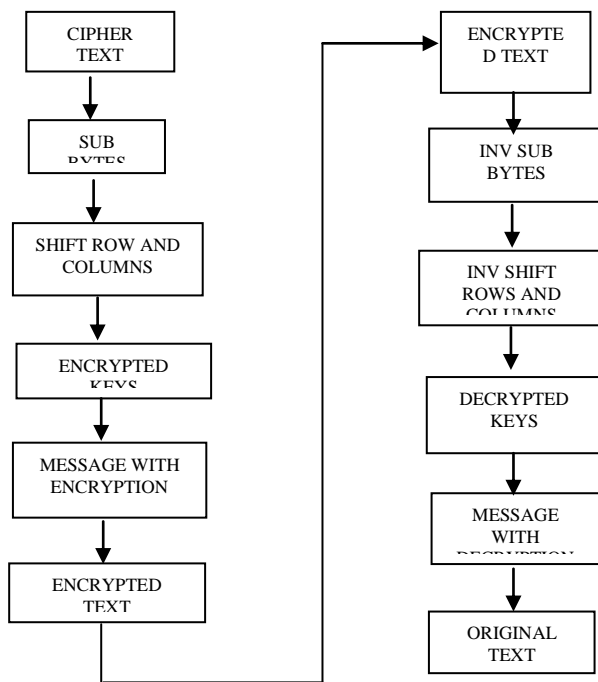 CIPHER
TEXT
SUB
BYTES
SHIFT ROW AND
COLUMNS
ENCRYPTED
KEYS
MESSAGE WITH
ENCRYPTION
ENCRYPTED
TEXT
ENCRYPTE
D TEXT
INV SUB
BYTES
INV SHIFT
ROWS AND
COLUMNS
DECRYPTED
KEYS
MESSAGE
WITH
DECRYPTION
ORIGINAL
TEXT